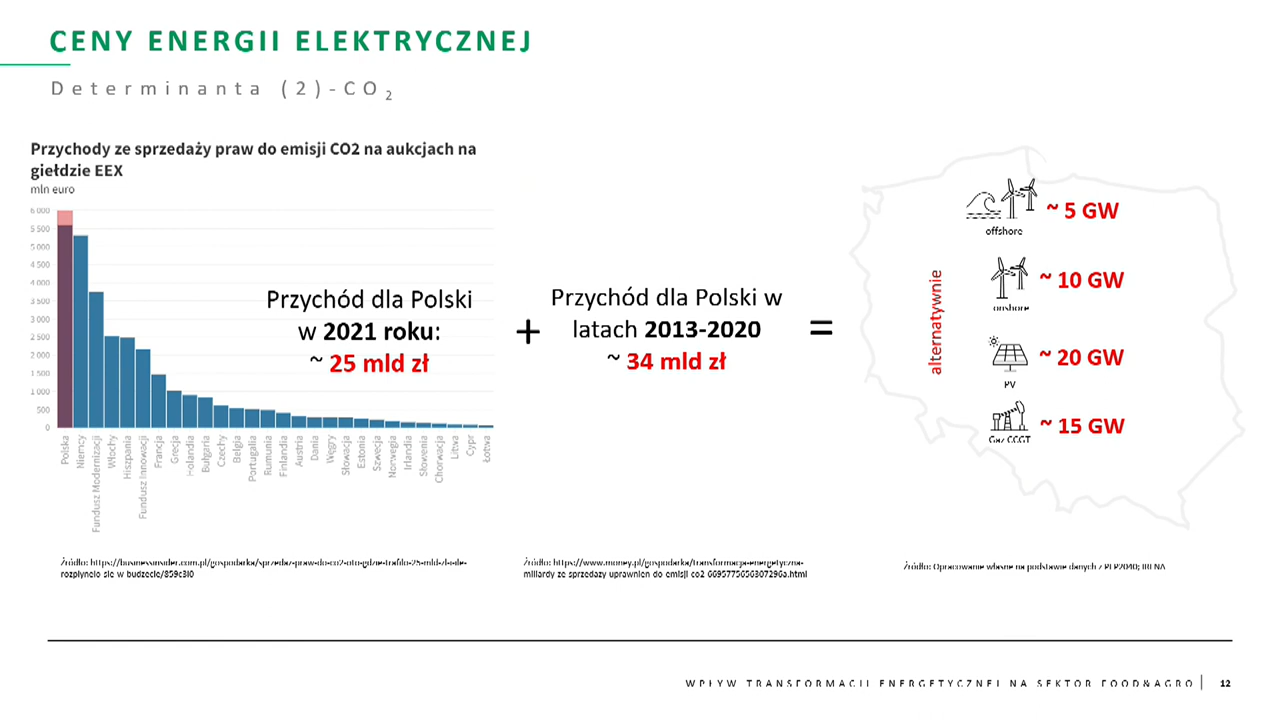 CENY ENERGII ELEKTRYCZNEJ
Determinanta (2)-CO2
Przychody ze sprzedaży praw do emisji CO2 na aukcjach na
giełdzie EEX
mln euro
6 000
5 500
5 000
4 500
4 000
3 500
3 000
2 500
2 000
1 500
1 000
500
0
Polska
Niemcy
Fundusz Modernizacji
Włochy
Hiszpania
Fundusz Innowacji
Francja
Grecja
Holandia
Bułgaria
Czechy
Belgia
Portugalia
Rumunia
Finlandia
Austria
Dania
Węgry
Słowacja
Estonia
Szwecja
Norwegia
Irlandia
Słowenia
Chorwacja
Litwa
Cypr
Łotwa
Przychód dla Polski
w 2021 roku:
~ 25 mld zł
+
Przychód dla Polski w
latach 2013-2020
~ 34 mld zł
=
alternatywnie
~ 5 GW
offshore
~ 10 GW
onshore
~ 20 GW
PV
~ 15 GW
Gaz CCGT
Źródło: https://businessinsider.com.pl/gospodarka/sprzedaz-praw-do-co2-oto-gdzie-trafilo-25-mld-zl-i-ile-
rozplynelo sie w budzecie/859c3l0
Źródło: https://www.money.pl/gospodarka/transformacja-energetyczna-
miliardy ze sprzedazy uprawnien do emisji co2 6695775656307296a.html
Źródło: Opracowanie własne na podstawie danych z PEP2040; IRENA
WPŁYW TRANSFORMACJI ENERGETYCZNEJ NA SEKTOR FOOD&AGRO | 12